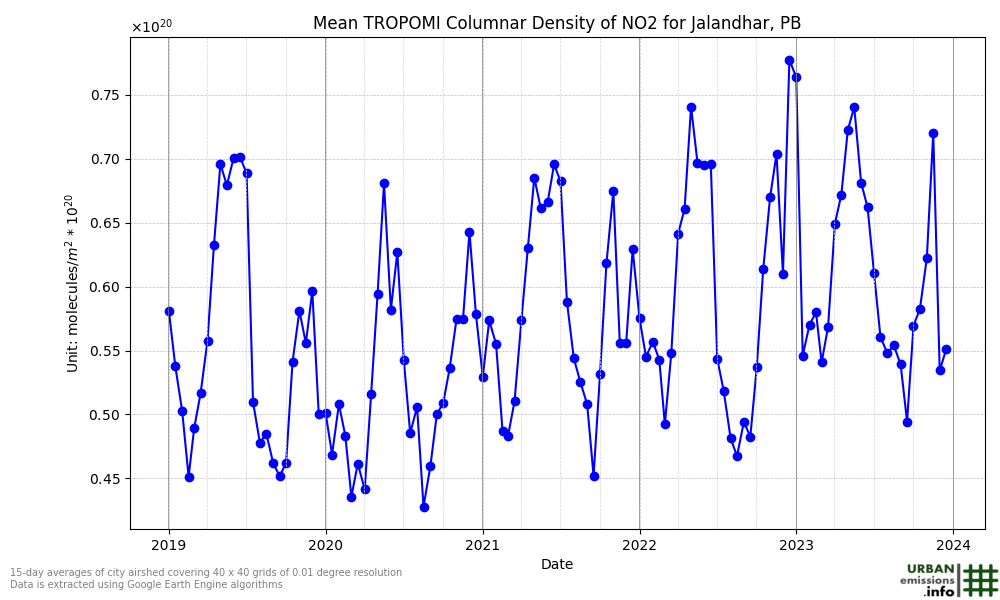 Mean TROPOMI Columnar Density of NO2 for Jalandhar, PB
×10²⁰
0.75
0.70
0.65
0.60
0.55
0.50
0.45
Unit: molecules/m² * 10²⁰
2019 2020 2021 2022 2023 2024
Date
15-day averages of city airshed covering 40 x 40 grids of 0.01 degree resolution
Data is extracted using Google Earth Engine algorithms
URBAN
emissions
.info